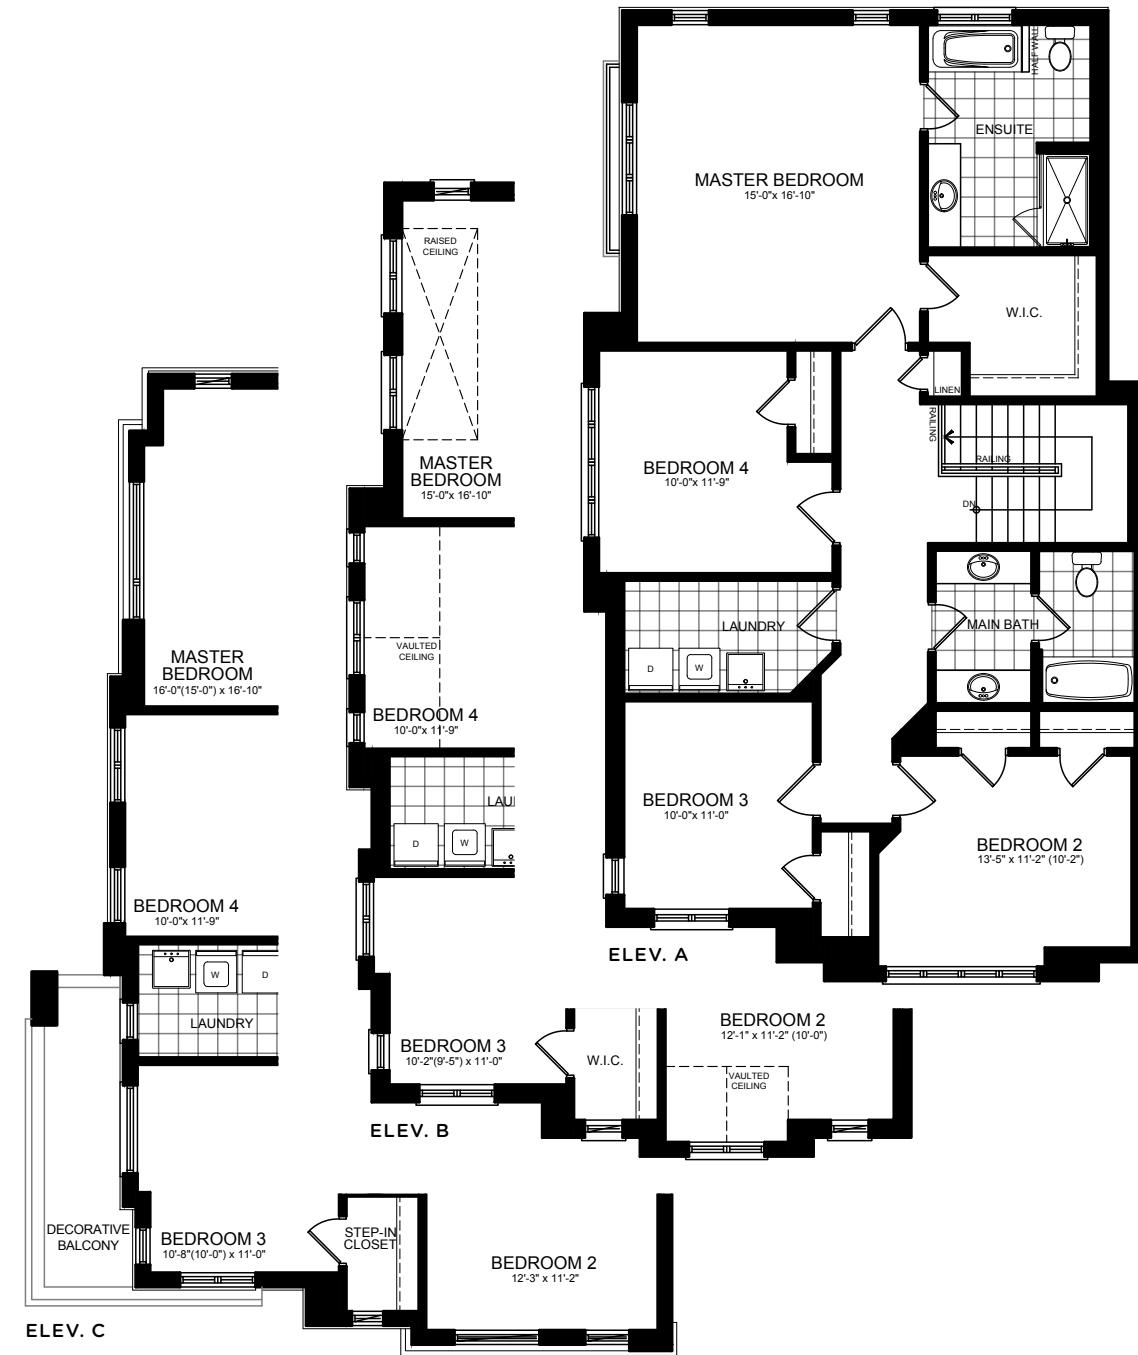 HALF WALL
ENSUITE
MASTER BEDROOM
15'-0"x 16'-10"
W.I.C.
LINEN
RAILING
RAILING
DN
BEDROOM 4
10'-0"x 11'-9"
LAUNDRY
D
W
MAIN BATH
BEDROOM 3
10'-0"x 11'-0"
BEDROOM 2
13'-5" x 11'-2" (10'-2")
ELEV. A
RAISED
CEILING
MASTER
BEDROOM
15'-0"x 16'-10"
VAULTED
CEILING
BEDROOM 4
10'-0"x 11'-9"
LAU
D
W
BEDROOM 3
10'-2"(9'-5") x 11'-0"
W.I.C.
BEDROOM 2
12'-1" x 11'-2" (10'-0")
VAULTED
CEILING
ELEV. B
MASTER
BEDROOM
16'-0"(15'-0") x 16'-10"
BEDROOM 4
10'-0"x 11'-9"
W
D
LAUNDRY
DECORATIVE
BALCONY
BEDROOM 3
10'-8"(10'-0") x 11'-0"
STEP-IN
CLOSET
BEDROOM 2
12'-3" x 11'-2"
ELEV. C